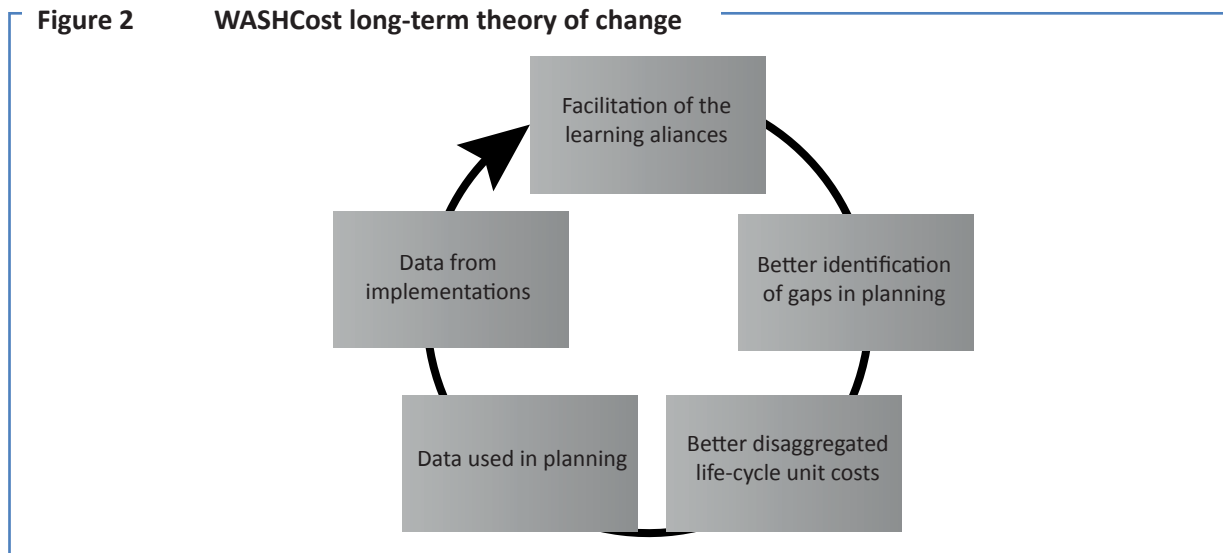 Figure 2 WASHCost long-term theory of change
Facilitation of the
learning aliances
Better identification
of gaps in planning
Better disaggregated
life-cycle unit costs
Data used in planning
Data from
implementations